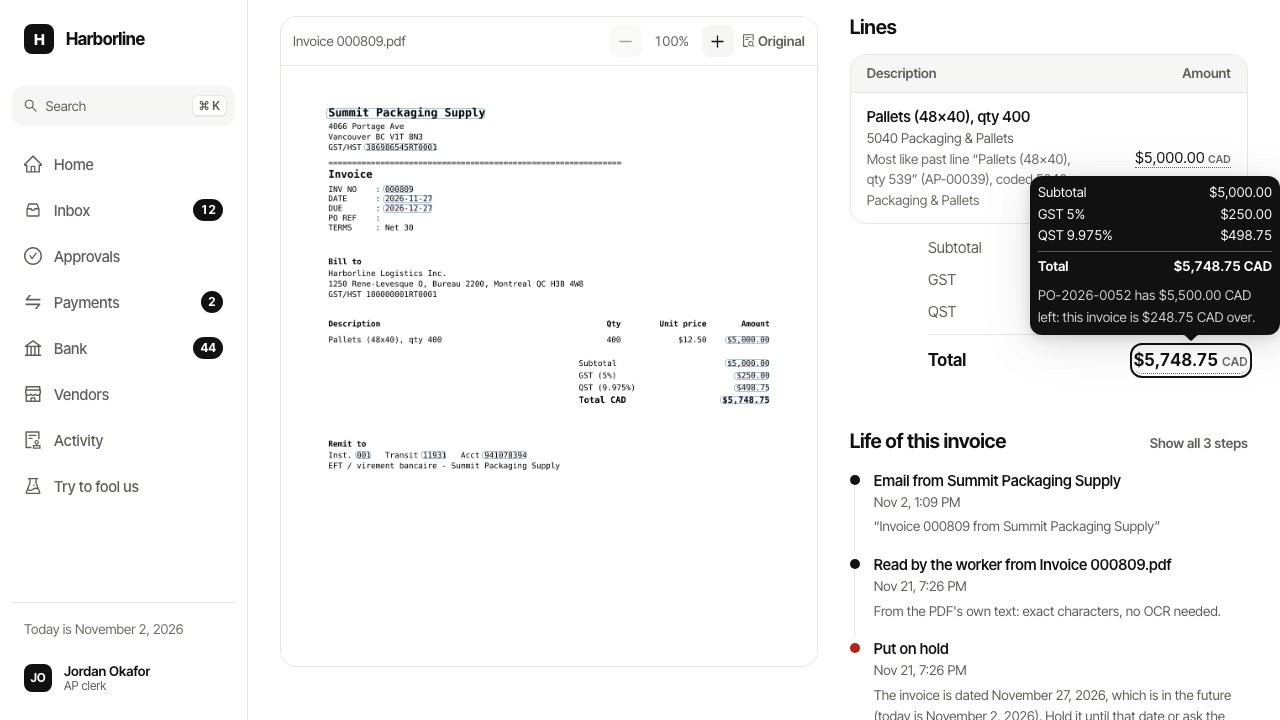 H Harborline
Search ⌘ K
Home
Inbox 12
Approvals
Payments 2
Bank 44
Vendors
Activity
Try to fool us
Today is November 2, 2026
JO Jordan Okafor
AP clerk
Invoice 000809.pdf
100%
Original
Summit Packaging Supply
4066 Portage Ave
Vancouver BC V1T 8N3
GST/HST 386986545RT0001
==============================================================
Invoice
INV NO : 000809
DATE : 2026-11-27
DUE : 2026-12-27
PO REF :
TERMS : Net 30
Bill to
Harborline Logistics Inc.
1250 Rene-Levesque O, Bureau 2200, Montreal QC H3B 4W8
GST/HST 100000001RT0001
Description Qty Unit price Amount
Pallets (48x40), qty 400 400 $12.50 $5,000.00
Subtotal $5,000.00
GST (5%) $250.00
QST (9.975%) $498.75
Total CAD $5,748.75
Remit to
Inst. 001 Transit 11931 Acct 941078394
EFT / virement bancaire - Summit Packaging Supply
Lines
Description Amount
Pallets (48×40), qty 400
5040 Packaging & Pallets
Most like past line “Pallets (48×40), $5,000.00 CAD
qty 539” (AP-00039), coded
Packaging & Pallets
Subtotal $5,000.00
GST 5% $250.00
QST 9.975% $498.75
Total $5,748.75 CAD
PO-2026-0052 has $5,500.00 CAD
left: this invoice is $248.75 CAD over.
Subtotal
GST
QST
Total $5,748.75 CAD
Life of this invoice Show all 3 steps
Email from Summit Packaging Supply
Nov 2, 1:09 PM
“Invoice 000809 from Summit Packaging Supply”
Read by the worker from Invoice 000809.pdf
Nov 21, 7:26 PM
From the PDF's own text: exact characters, no OCR needed.
Put on hold
Nov 21, 7:26 PM
The invoice is dated November 27, 2026, which is in the future
(today is November 2, 2026). Hold it until that date or ask the